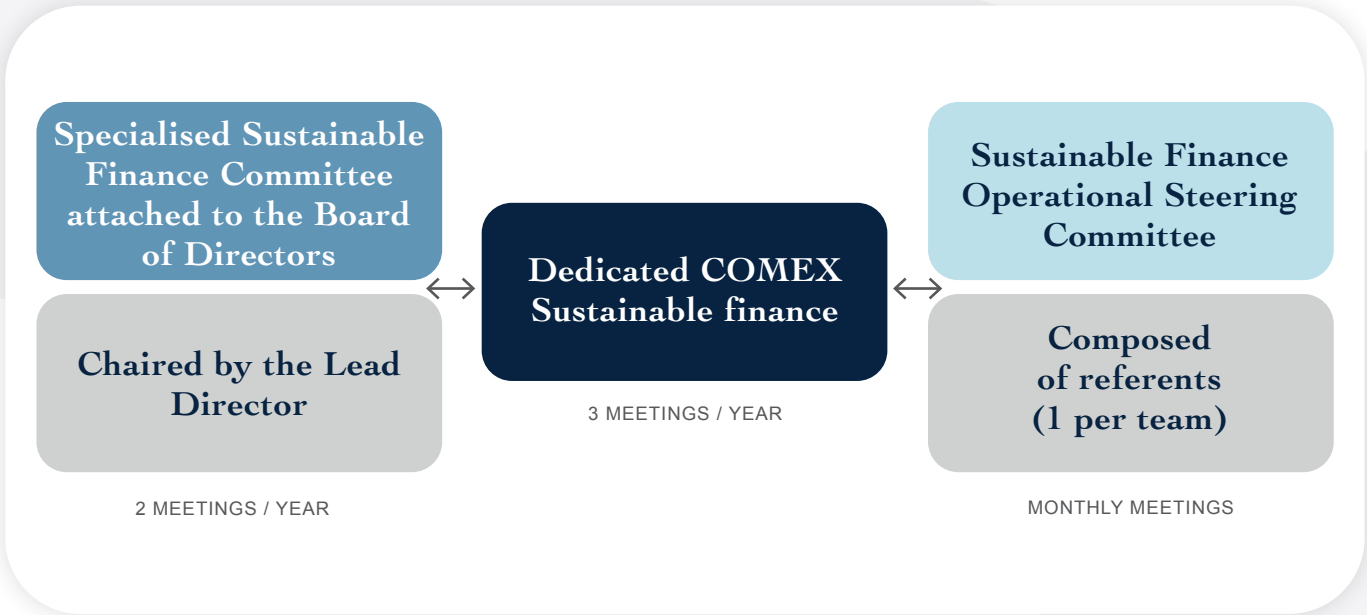 Specialised Sustainable
Finance Committee
attached to the Board
of Directors
Chaired by the Lead
Director
2 MEETINGS / YEAR
Dedicated COMEX
Sustainable finance
3 MEETINGS / YEAR
Sustainable Finance
Operational Steering
Committee
Composed
of referents
(1 per team)
MONTHLY MEETINGS